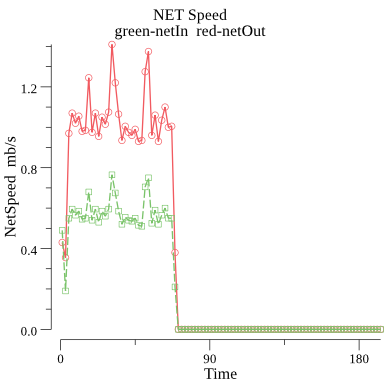 NET Speed
green-netIn red-netOut
NetSpeed mb/s
1.2
0.8
0.4
0.0
0 90 180
Time